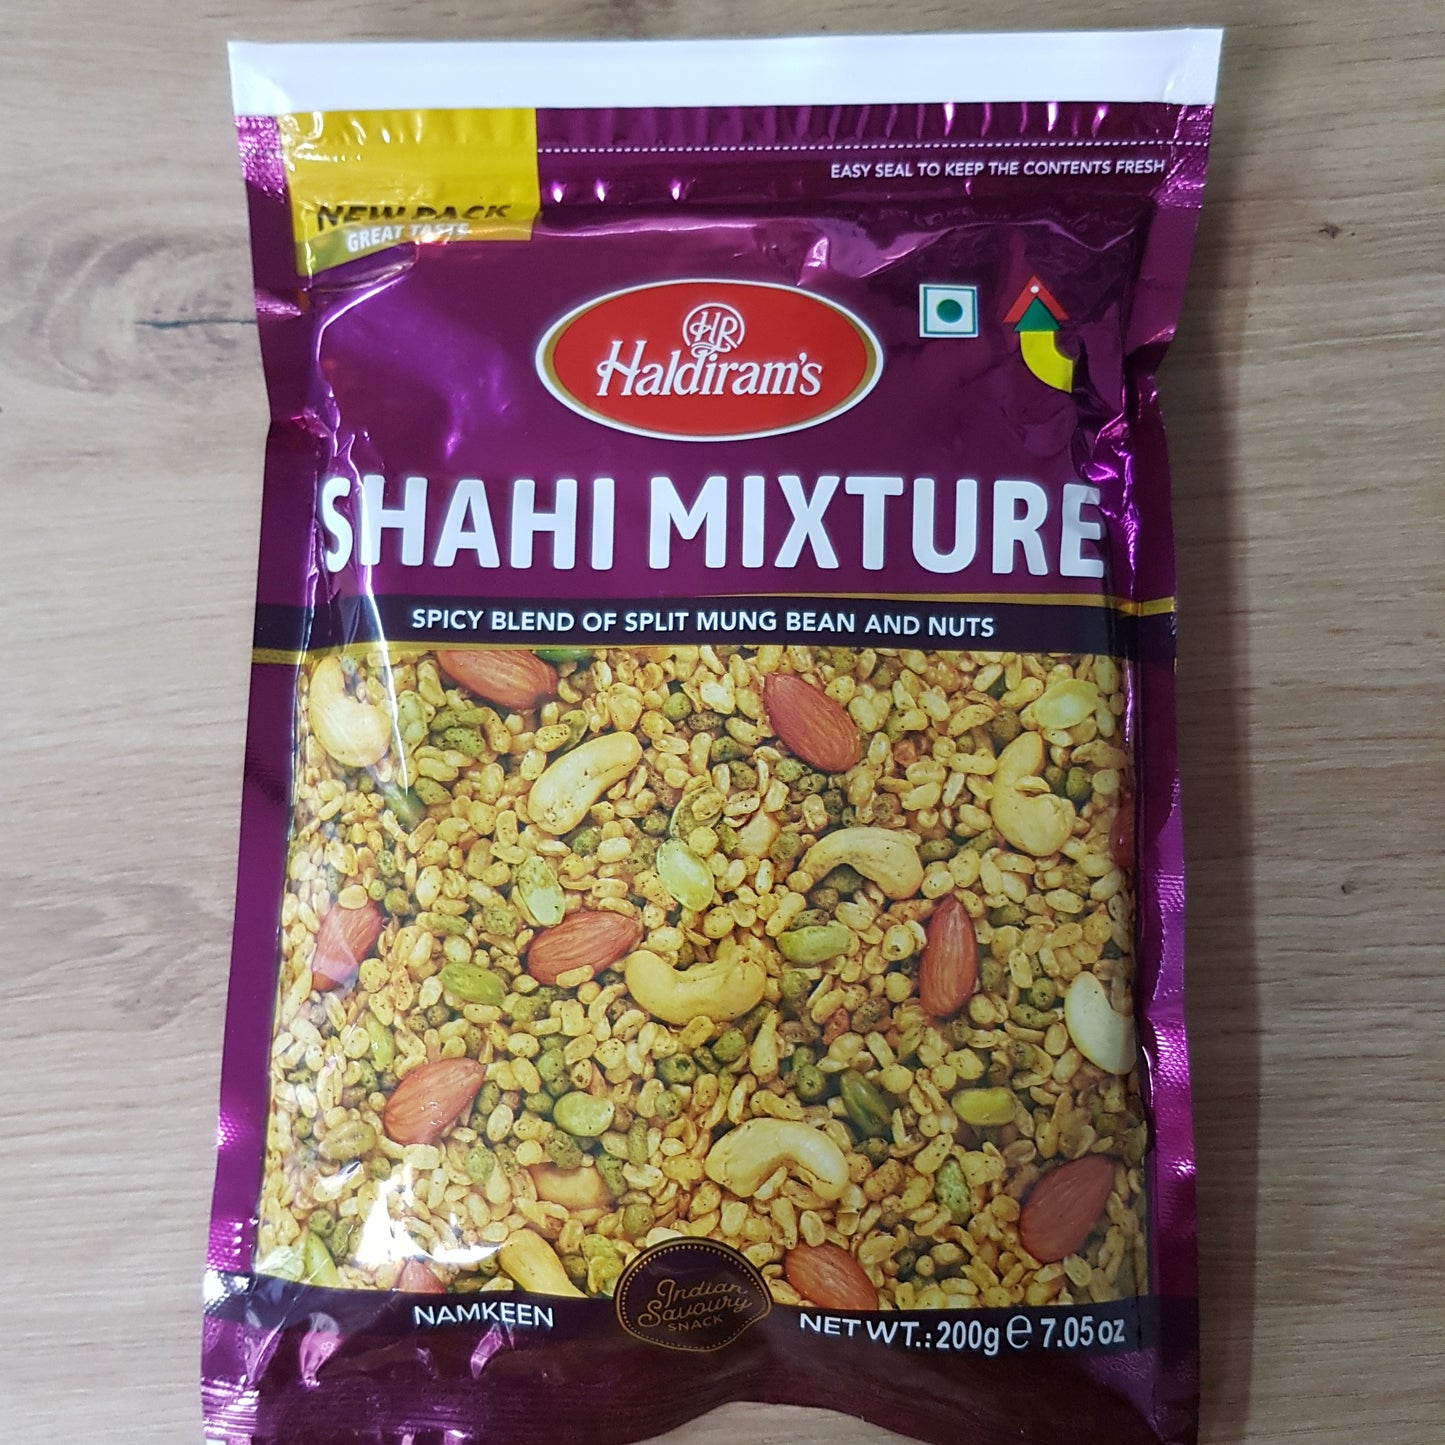 EASY SEAL TO KEEP THE CONTENTS FRESH
NEW PACK
GREAT TASTE
HR
Haldiram's
SHAHI MIXTURE
SPICY BLEND OF SPLIT MUNG BEAN AND NUTS
Indian
Savoury
SNACK
NAMKEEN
NET WT.: 200g ℮ 7.05 oz